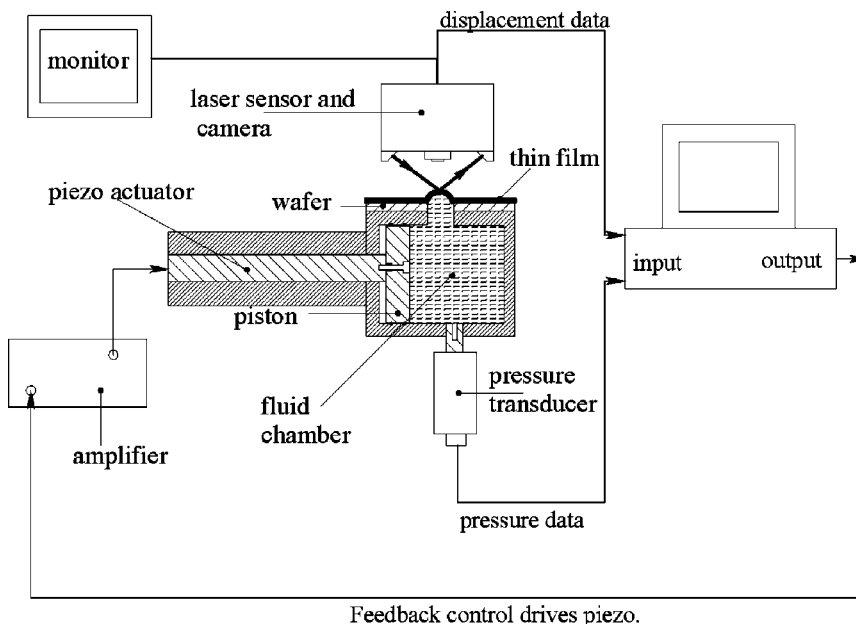 displacement data
monitor
laser sensor and
camera
thin film
piezo actuator
wafer
input
output
piston
pressure
transducer
fluid
chamber
amplifier
pressure data
Feedback control drives piezo.